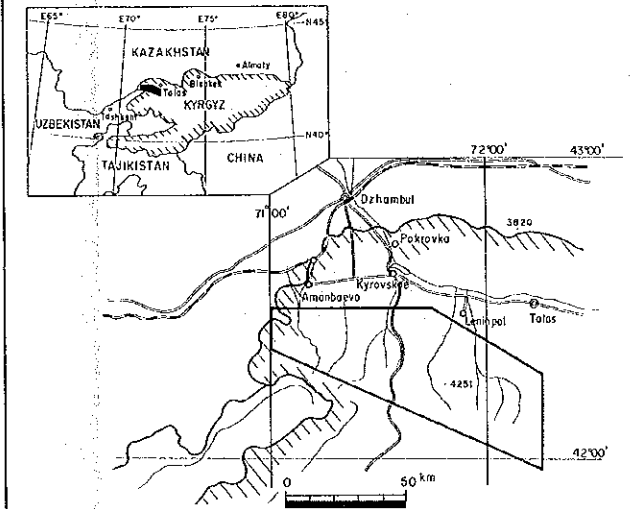 E65° E70° E75° E80°
N45
KAZAKHSTAN
Almaty
Bishkek
Talas
Tashkent
KYRGYZ
UZBEKISTAN
N40°
TAJIKISTAN
CHINA
72°00' 43°00'
71°00'
Dzhambul
3820
Pokrovka
Amanbaevo
Kyrovskoe
Leninpol
Talas
4251
42°00'
0 50 km